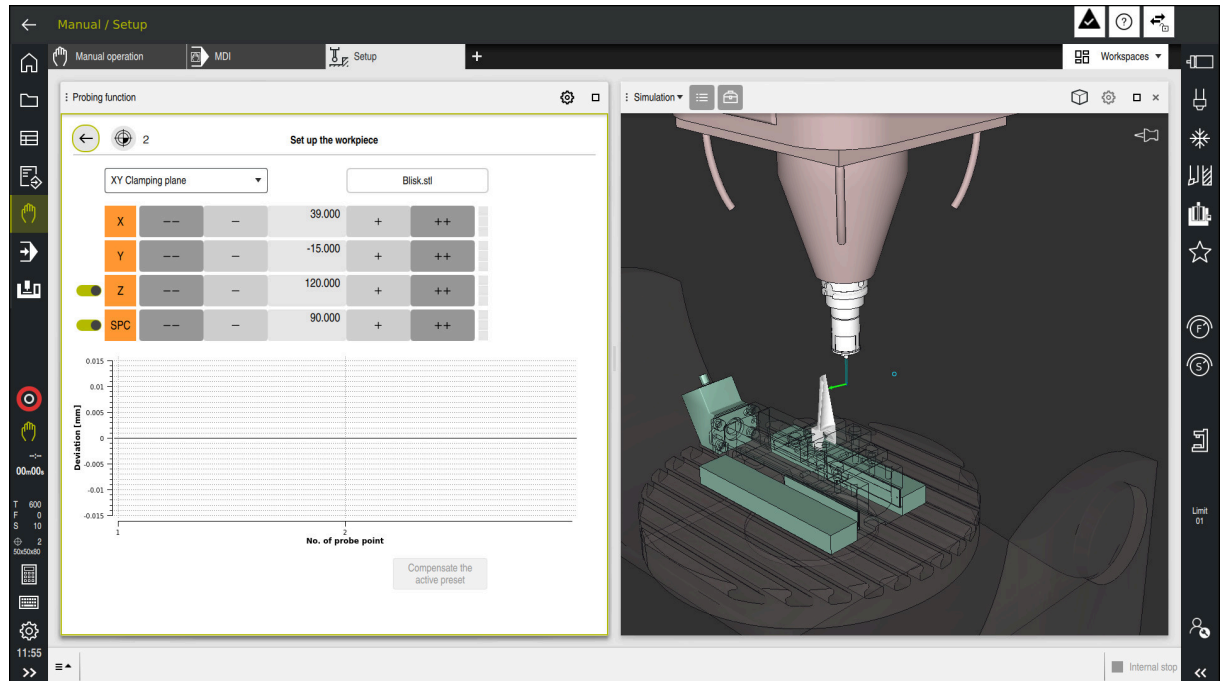 Manual / Setup
Manual operation
MDI
Setup
+
Workspaces
Probing function
2
Set up the workpiece
XY Clamping plane
Blisk.stl
X
--
-
39.000
+
++
Y
--
-
-15.000
+
++
Z
--
-
120.000
+
++
SPC
--
-
90.000
+
++
0.015
0.01
0.005
0
-0.005
-0.01
-0.015
Deviation [mm]
1
2
No. of probe point
Compensate the
active preset
Simulation
F
S
Limit
01
--:--
00m00s
T 600
F 0
S 10
2
50x50x80
11:55
Internal stop